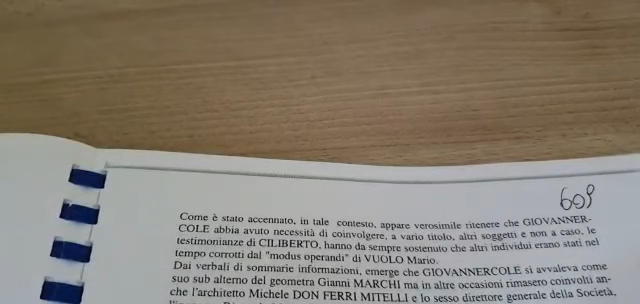 609
Come è stato accennato, in tale contesto, appare verosimile ritenere che GIOVANNER-
COLE abbia avuto necessità di coinvolgere, a vario titolo, altri soggetti e non a caso, le
testimonianze di CILIBERTO, hanno da sempre sostenuto che altri individui erano stati nel
tempo corrotti dal "modus operandi" di VUOLO Mario.
Dai verbali di sommarie informazioni, emerge che GIOVANNERCOLE si avvaleva come
suo sub alterno del geometra Gianni MARCHI ma in altre occasioni rimasero coinvolti an-
che l'architetto Michele DON FERRI MITELLI e lo sesso direttore generale della Società,